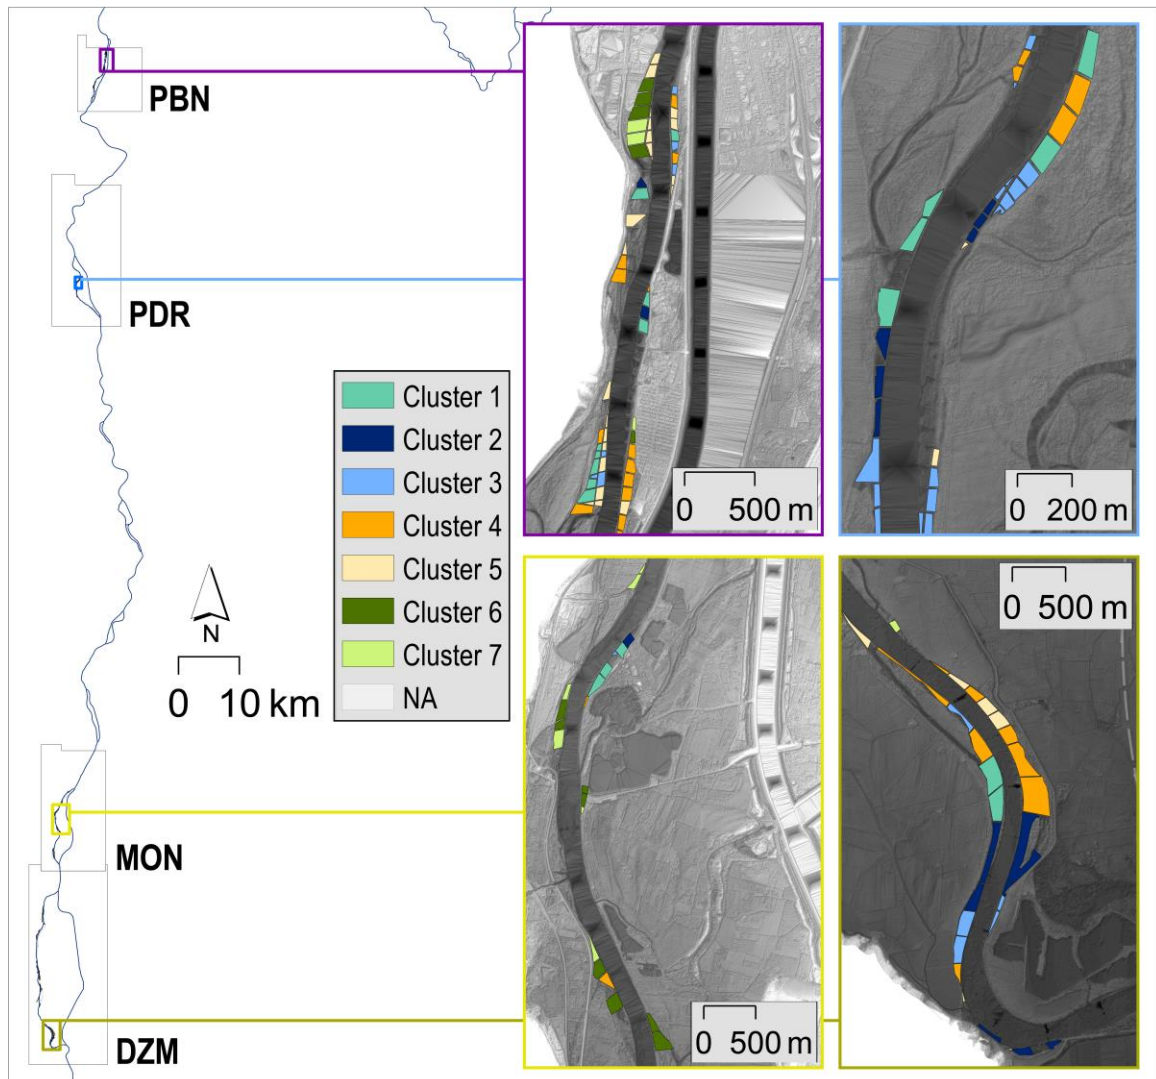 PBN
PDR
Cluster 1
Cluster 2
Cluster 3
Cluster 4
Cluster 5
Cluster 6
Cluster 7
NA
N
0 10 km
MON
DZM
0 500 m
0 200 m
0 500 m
0 500 m